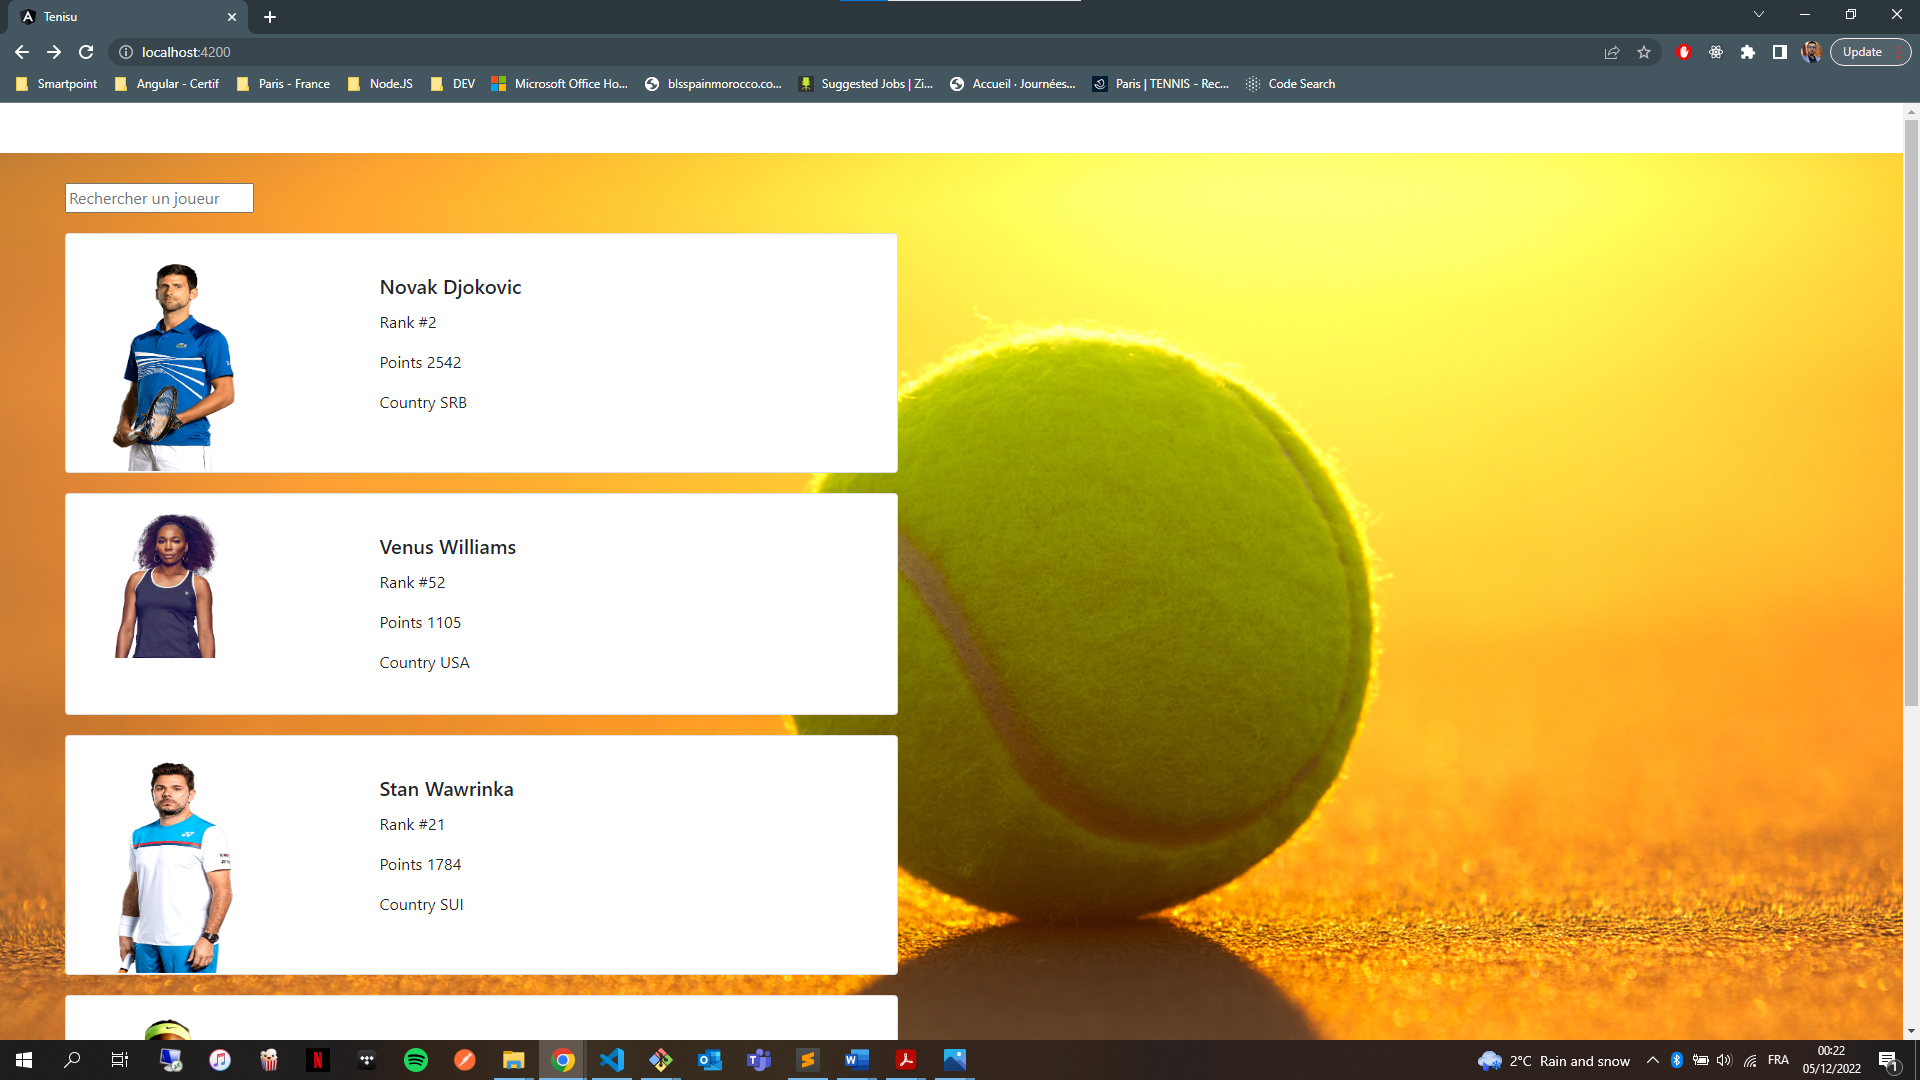 Tenisu
localhost:4200
Update
Smartpoint
Angular - Certif
Paris - France
NodeJS
DEV
Microsoft Office Ho...
blsspainmorocco.co...
Suggested Jobs | Zi...
Accueil · Journées...
Paris | TENNIS - Rec...
Code Search
Rechercher un joueur
Novak Djokovic
Rank #2
Points 2542
Country SRB
Venus Williams
Rank #52
Points 1105
Country USA
Stan Wawrinka
Rank #21
Points 1784
Country SUI
2°C Rain and snow
FRA
00:22
05/12/2022
1